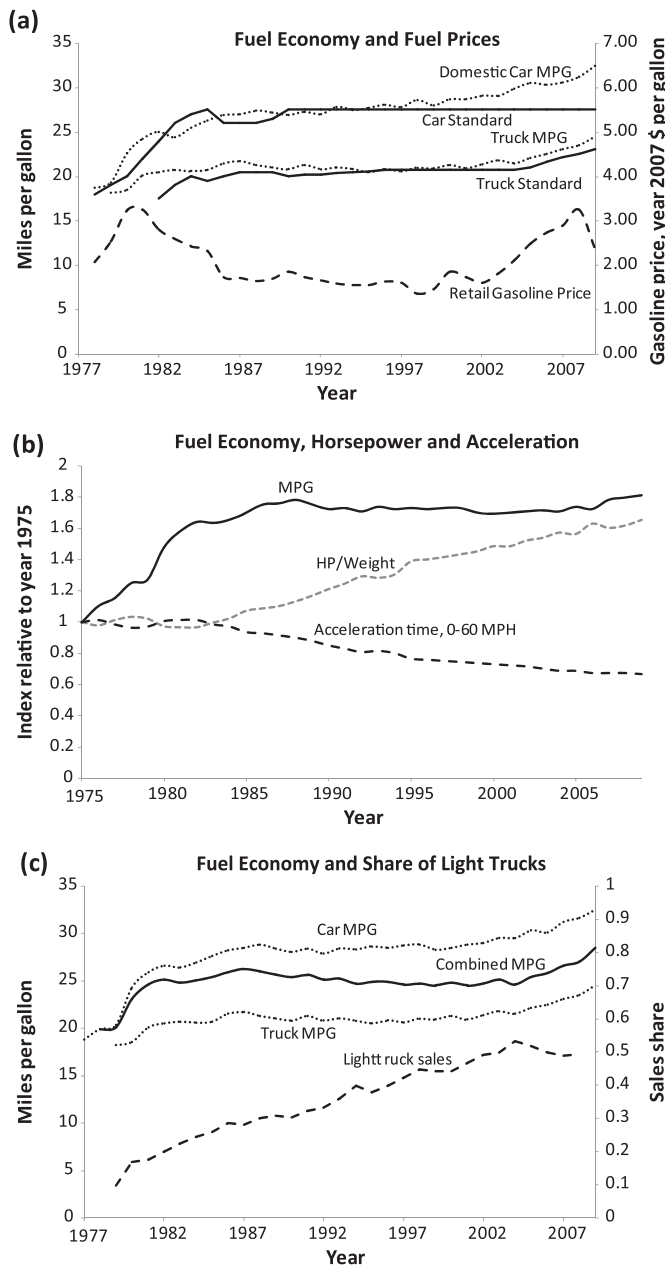 (a)
Fuel Economy and Fuel Prices
35
30
25
20
15
10
5
0
Miles per gallon
7.00
6.00
5.00
4.00
3.00
2.00
1.00
0.00
Gasoline price, year 2007 $ per gallon
Domestic Car MPG
Car Standard
Truck MPG
Truck Standard
Retail Gasoline Price
1977 1982 1987 1992 1997 2002 2007
Year
(b)
Fuel Economy, Horsepower and Acceleration
2
1.8
1.6
1.4
1.2
1
0.8
0.6
0.4
0.2
0
Index relative to year 1975
MPG
HP/Weight
Acceleration time, 0-60 MPH
1975 1980 1985 1990 1995 2000 2005
Year
(c)
Fuel Economy and Share of Light Trucks
35
30
25
20
15
10
5
0
Miles per gallon
1
0.9
0.8
0.7
0.6
0.5
0.4
0.3
0.2
0.1
0
Sales share
Car MPG
Combined MPG
Truck MPG
Lightt ruck sales
1977 1982 1987 1992 1997 2002 2007
Year